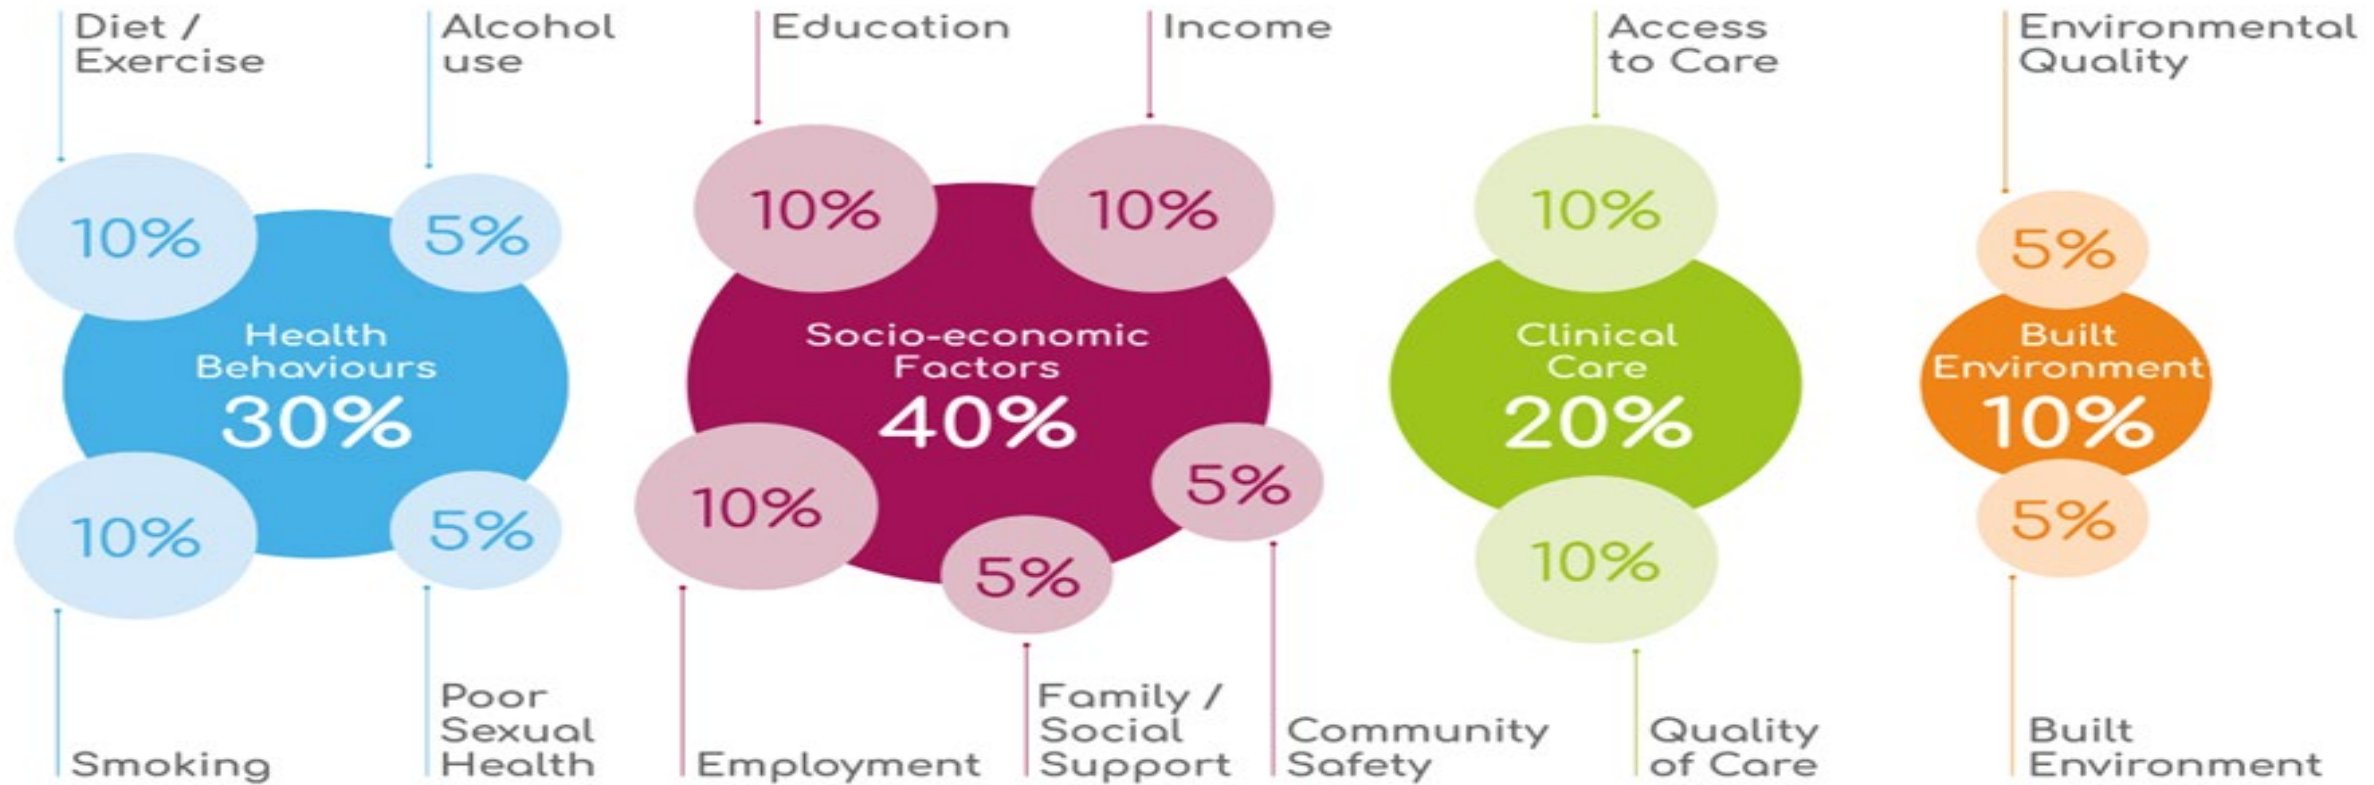 Diet /
Exercise
Alcohol
use
Education
Income
Access
to Care
Environmental
Quality
10%
5%
10%
10%
10%
5%
Health
Behaviours
30%
Socio-economic
Factors
40%
Clinical
Care
20%
Built
Environment
10%
10%
5%
10%
5%
5%
10%
5%
Smoking
Poor
Sexual
Health
Employment
Family /
Social
Support
Community
Safety
Quality
of Care
Built
Environment